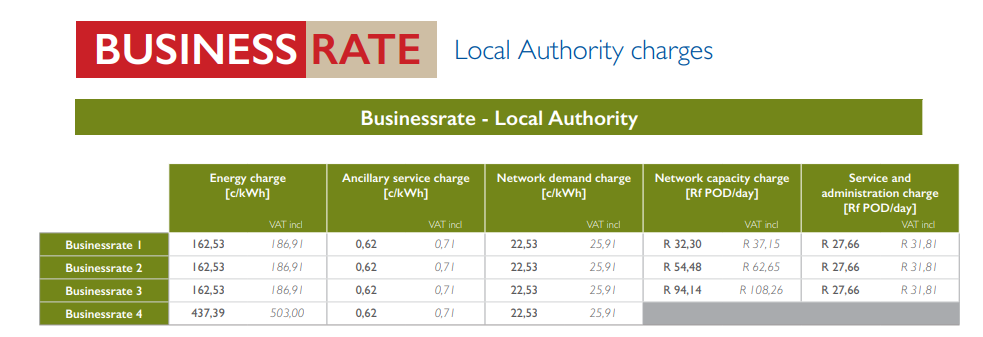 BUSINESSRATE Local Authority charges
Businessrate - Local Authority
Energy charge Ancillary service charge Network demand charge Network capacity charge Service and
[c/kWh] [c/kWh] [c/kWh] [Rf POD/day] administration charge
[Rf POD/day]
VAT incl VAT incl VAT incl VAT incl VAT incl
Businessrate 1 162,53 186,91 0,62 0,71 22,53 25,91 R 32,30 R 37,15 R 27,66 R 31,81
Businessrate 2 162,53 186,91 0,62 0,71 22,53 25,91 R 54,48 R 62,65 R 27,66 R 31,81
Businessrate 3 162,53 186,91 0,62 0,71 22,53 25,91 R 94,14 R 108,26 R 27,66 R 31,81
Businessrate 4 437,39 503,00 0,62 0,71 22,53 25,91